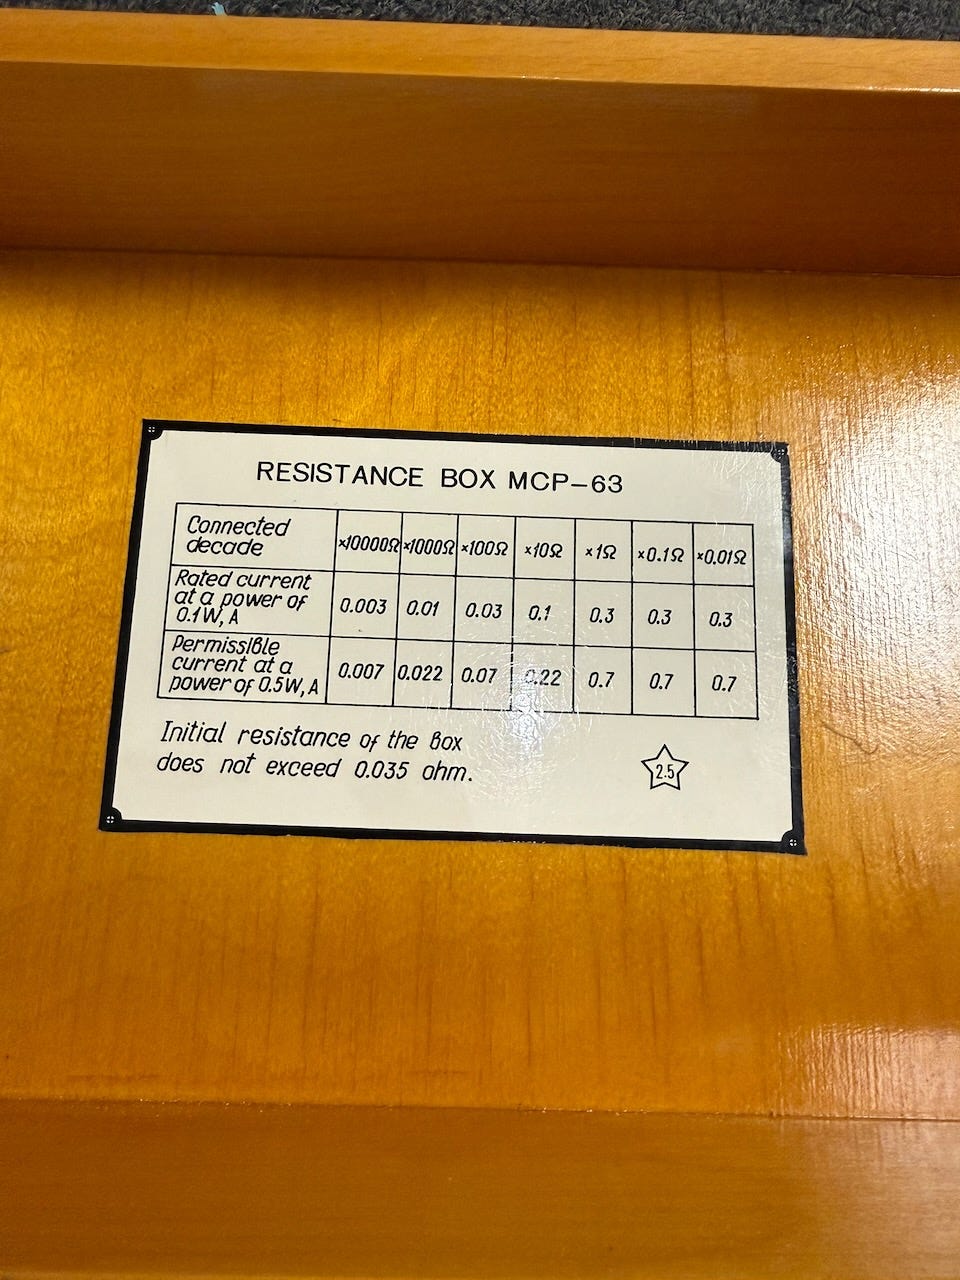 RESISTANCE BOX MCP-63
Connected decade ×10000Ω ×1000Ω ×100Ω ×10Ω ×1Ω ×0.1Ω ×0.01Ω
Rated current at a power of 0.1W, A 0.003 0.01 0.03 0.1 0.3 0.3 0.3
Permissible current at a power of 0.5W, A 0.007 0.022 0.07 0.22 0.7 0.7 0.7
Initial resistance of the box
does not exceed 0.035 ohm.
2.5